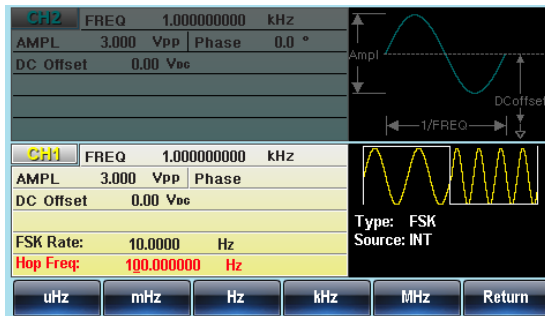 CH2 FREQ 1.000000000 kHz
AMPL 3.000 Vpp Phase 0.0 °
DC Offset 0.00 VDC
Ampl
DCoffset
1/FREQ
CH1 FREQ 1.000000000 kHz
AMPL 3.000 Vpp Phase
DC Offset 0.00 VDC
Type: FSK
Source: INT
FSK Rate: 10.0000 Hz
Hop Freq: 100.000000 Hz
uHz mHz Hz kHz MHz Return